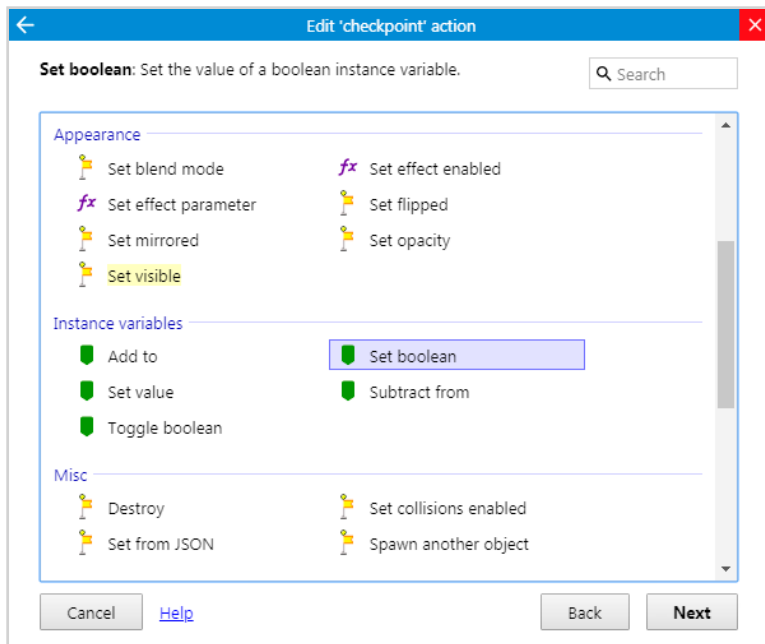 Edit 'checkpoint' action
Set boolean: Set the value of a boolean instance variable.
Search
Appearance
Set blend mode
fx Set effect enabled
fx Set effect parameter
Set flipped
Set mirrored
Set opacity
Set visible
Instance variables
Add to
Set boolean
Set value
Subtract from
Toggle boolean
Misc
Destroy
Set collisions enabled
Set from JSON
Spawn another object
Cancel
Help
Back
Next